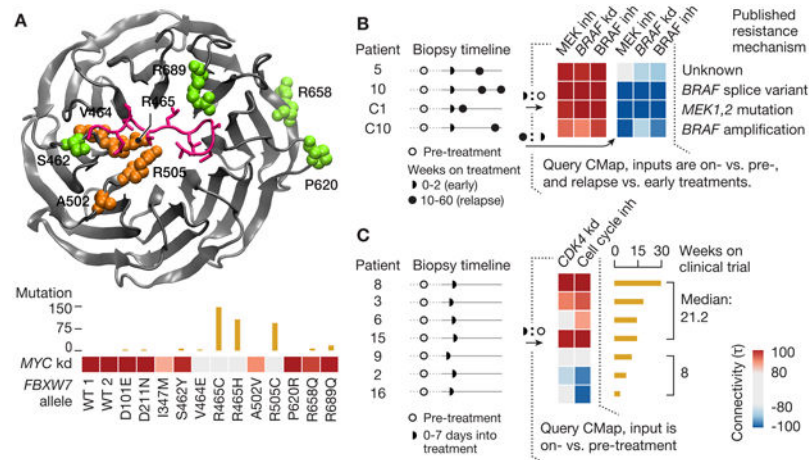 A
R689
R658
V464
R465
S462
R505
P620
A502
Mutation
150
75
0
MYC kd
FBXW7
allele
WT 1
WT 2
D101E
D211N
I347M
S462Y
V464E
R465C
R465H
A502V
R505C
P620R
R658Q
R689Q
B
MEK inh
BRAF kd
BRAF inh
MEK inh
BRAF kd
BRAF inh
Published
resistance
mechanism
Patient
Biopsy timeline
5
Unknown
10
BRAF splice variant
C1
MEK1,2 mutation
C10
BRAF amplification
Pre-treatment
Weeks on treatment
0-2 (early)
10-60 (relapse)
Query CMap, inputs are on- vs. pre-,
and relapse vs. early treatments.
C
CDK4 kd
Cell cycle inh
0 15 30
Weeks on
clinical trial
Patient
Biopsy timeline
8
3
6
15
9
2
16
Median:
21.2
8
Pre-treatment
0-7 days into
treatment
Query CMap, input is
on- vs. pre-treatment
Connectivity (τ)
100
80
-80
-100